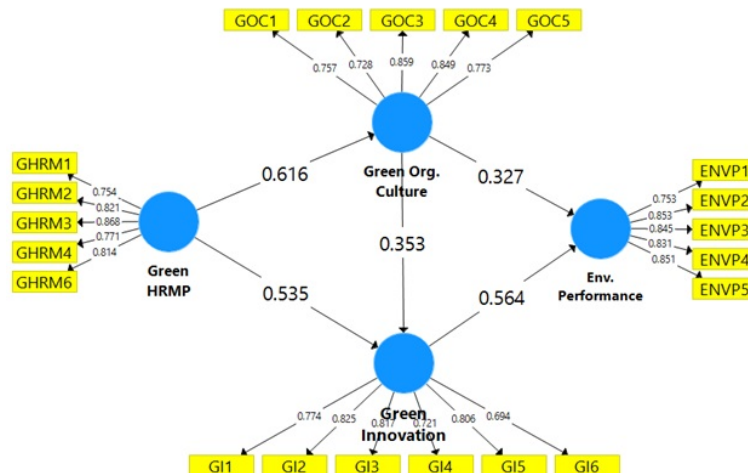 GOC1 GOC2 GOC3 GOC4 GOC5
0.757 0.728 0.859 0.849 0.773
Green Org.
Culture
GHRM1
GHRM2
GHRM3
GHRM4
GHRM6
0.754
0.821
0.868
0.771
0.814
Green
HRMP
0.616
0.327
0.353
0.535
0.564
ENVP1
ENVP2
ENVP3
ENVP4
ENVP5
0.753
0.853
0.845
0.831
0.851
Env.
Performance
Green
Innovation
0.774 0.825 0.817 0.721 0.806 0.694
GI1 GI2 GI3 GI4 GI5 GI6